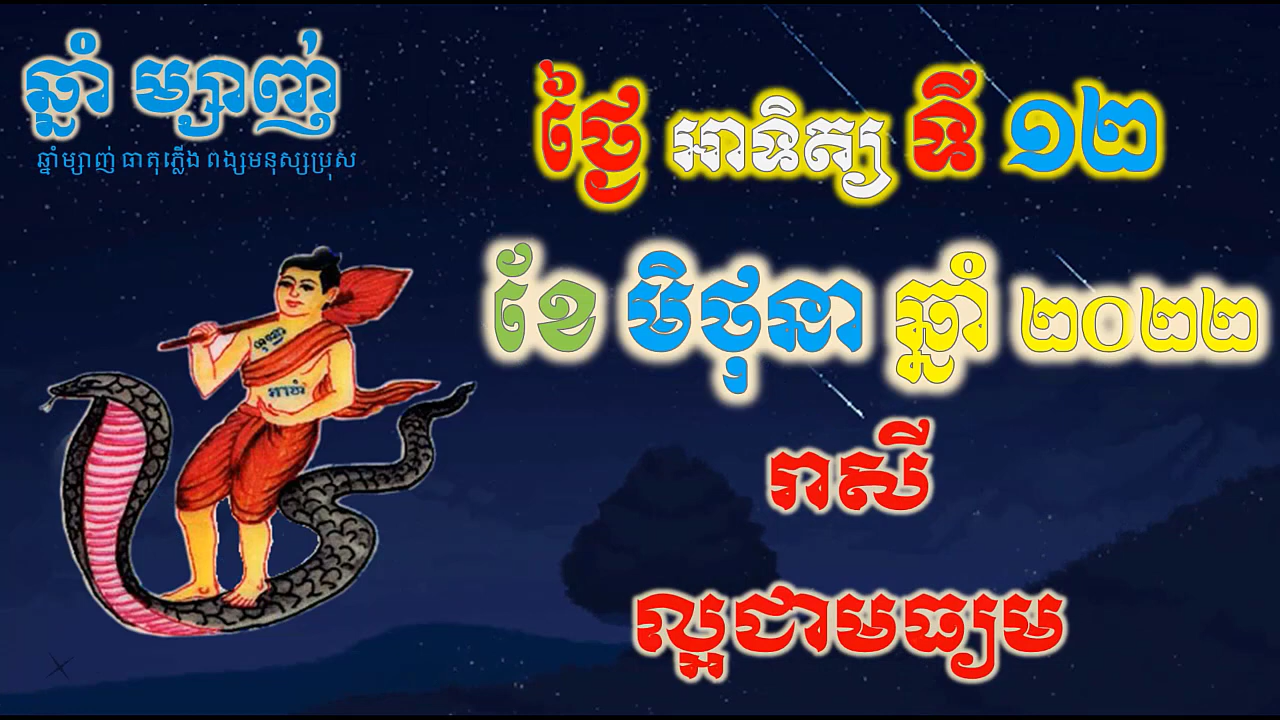 ឆ្នាំ ម្សាញ់
ឆ្នាំម្សាញ់ ធាតុភ្លើង ពង្សមនុស្សប្រុស
ថ្ងៃ អាទិត្យ ទី ១២
ខែ មិថុនា ឆ្នាំ ២០២២
រាសី
ល្អជាមធ្យម